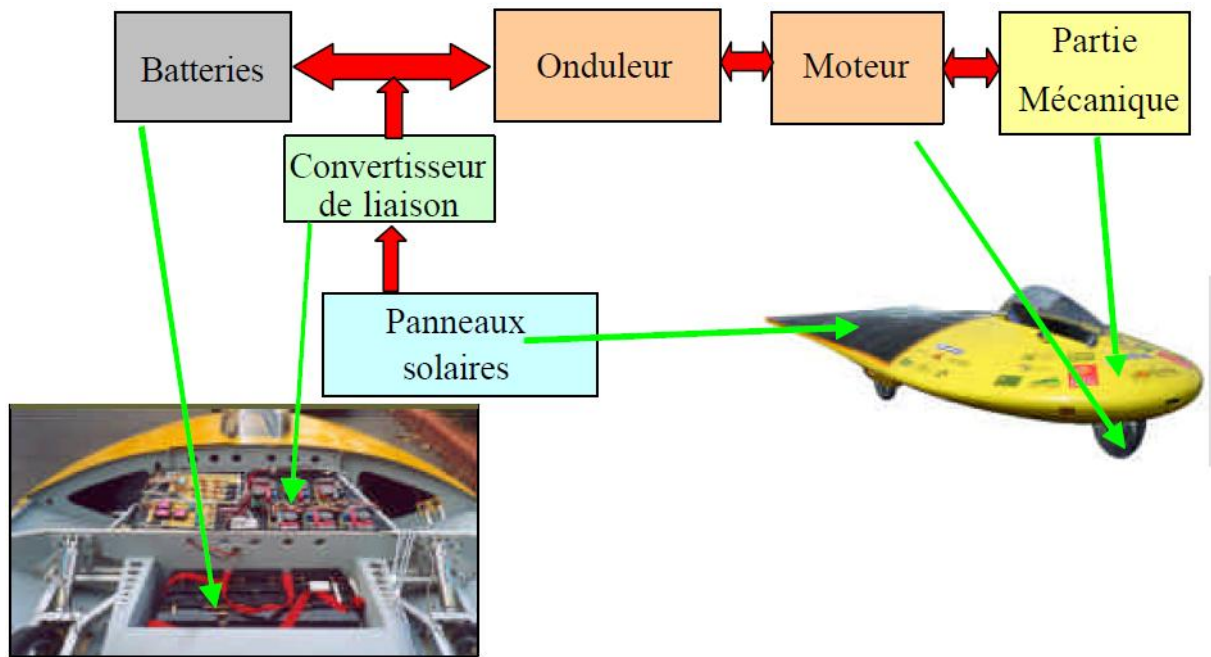 Batteries
Onduleur
Moteur
Partie
Mécanique
Convertisseur
de liaison
Panneaux
solaires